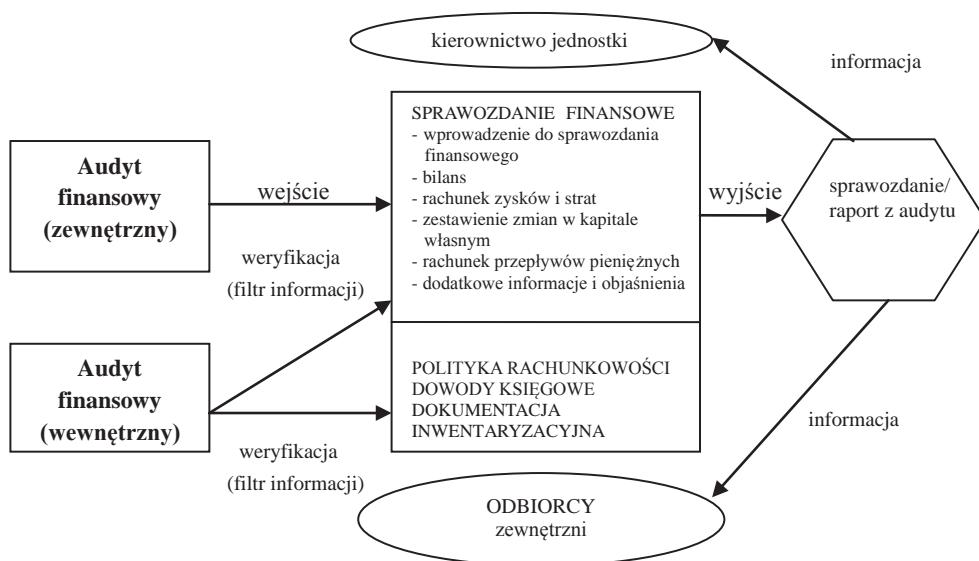 kierownictwo jednostki
informacja
Audyt
finansowy
(zewnętrzny)
wejście
weryfikacja
(filtr informacji)
SPRAWOZDANIE FINANSOWE
- wprowadzenie do sprawozdania
finansowego
- bilans
- rachunek zysków i strat
- zestawienie zmian w kapitale
własnym
- rachunek przepływów pieniężnych
- dodatkowe informacje i objaśnienia
wyjście
sprawozdanie/
raport z audytu
Audyt
finansowy
(wewnętrzny)
weryfikacja
(filtr informacji)
POLITYKA RACHUNKOWOŚCI
DOWODY KSIĘGOWE
DOKUMENTACJA
INWENTARYZACYJNA
informacja
ODBIORCY
zewnętrzni